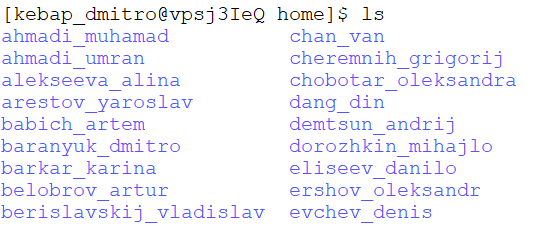 [kebap_dmitro@vpsj3IeQ home]$ ls
ahmadi_muhamad chan_van
ahmadi_umran cheremnih_grigorij
alekseeva_alina chobotar_oleksandra
arestov_yaroslav dang_din
babich_artem demtsun_andrij
baranyuk_dmitro dorozhkin_mihajlo
barkar_karina eliseev_danilo
belobrov_artur ershov_oleksandr
berislavskij_vladislav evchev_denis